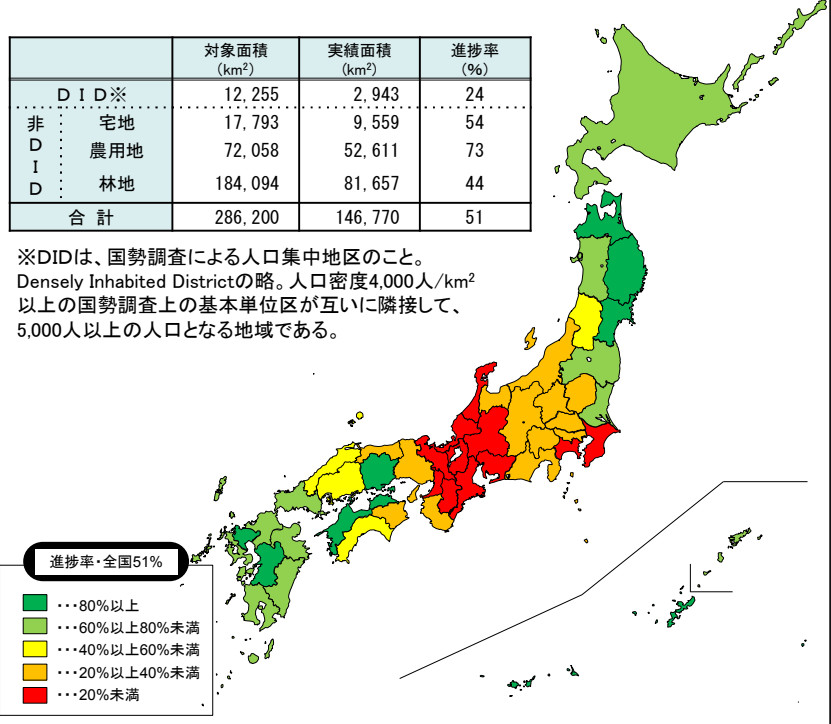 対象面積 実績面積 進捗率
(km²) (km²) (%)
DID※ 12,255 2,943 24
非DID 宅地 17,793 9,559 54
農用地 72,058 52,611 73
林地 184,094 81,657 44
合計 286,200 146,770 51
※DIDは、国勢調査による人口集中地区のこと。
Densely Inhabited Districtの略。人口密度4,000人/km²
以上の国勢調査上の基本単位区が互いに隣接して、
5,000人以上の人口となる地域である。
進捗率・全国51%
・・・80%以上
・・・60%以上80%未満
・・・40%以上60%未満
・・・20%以上40%未満
・・・20%未満